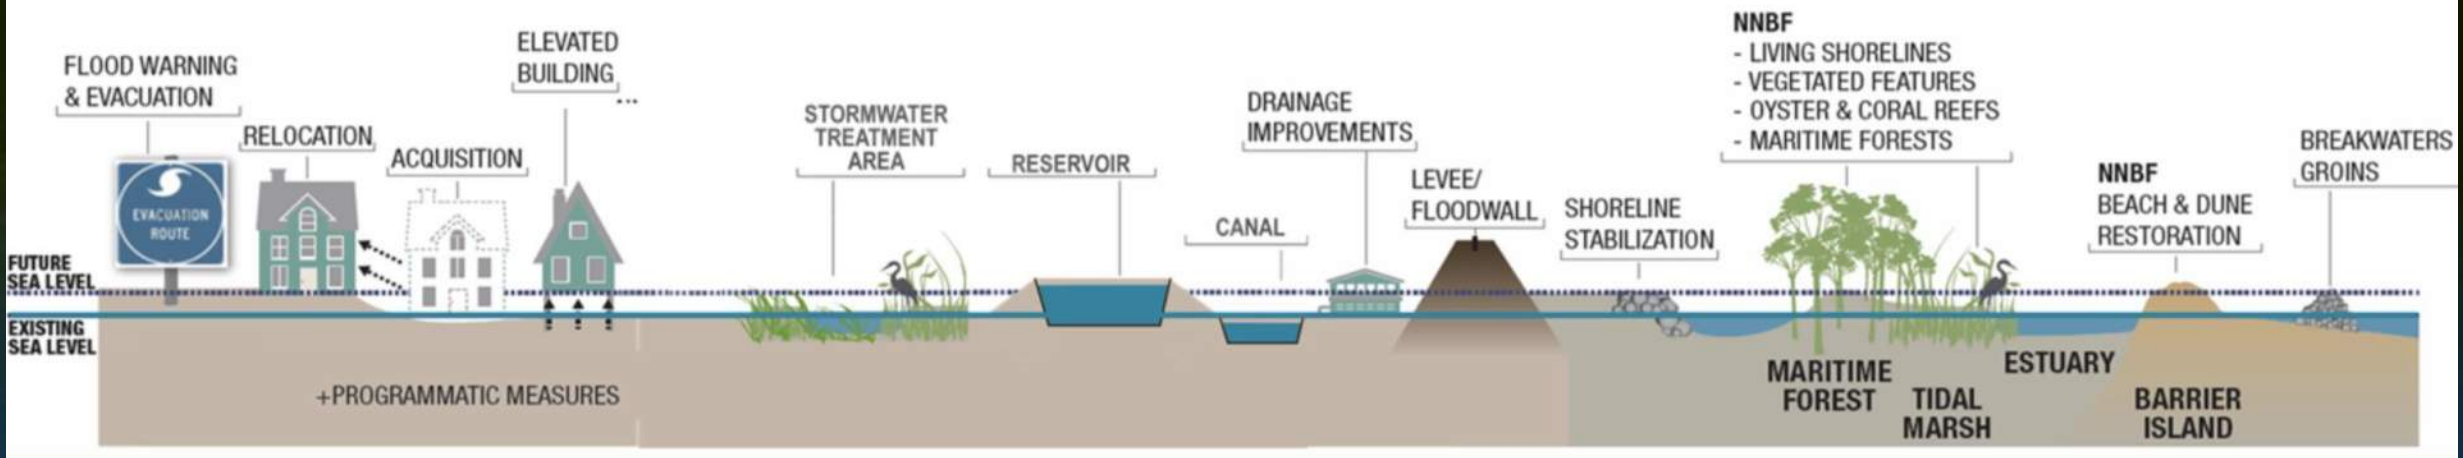 FLOOD WARNING
& EVACUATION
RELOCATION
ACQUISITION
ELEVATED
BUILDING
...
EVACUATION
ROUTE
STORMWATER
TREATMENT
AREA
RESERVOIR
CANAL
DRAINAGE
IMPROVEMENTS
LEVEE/
FLOODWALL
SHORELINE
STABILIZATION
NNBF
- LIVING SHORELINES
- VEGETATED FEATURES
- OYSTER & CORAL REEFS
- MARITIME FORESTS
NNBF
BEACH & DUNE
RESTORATION
BREAKWATERS
GROINS
FUTURE
SEA LEVEL
EXISTING
SEA LEVEL
+PROGRAMMATIC MEASURES
MARITIME
FOREST
TIDAL
MARSH
ESTUARY
BARRIER
ISLAND